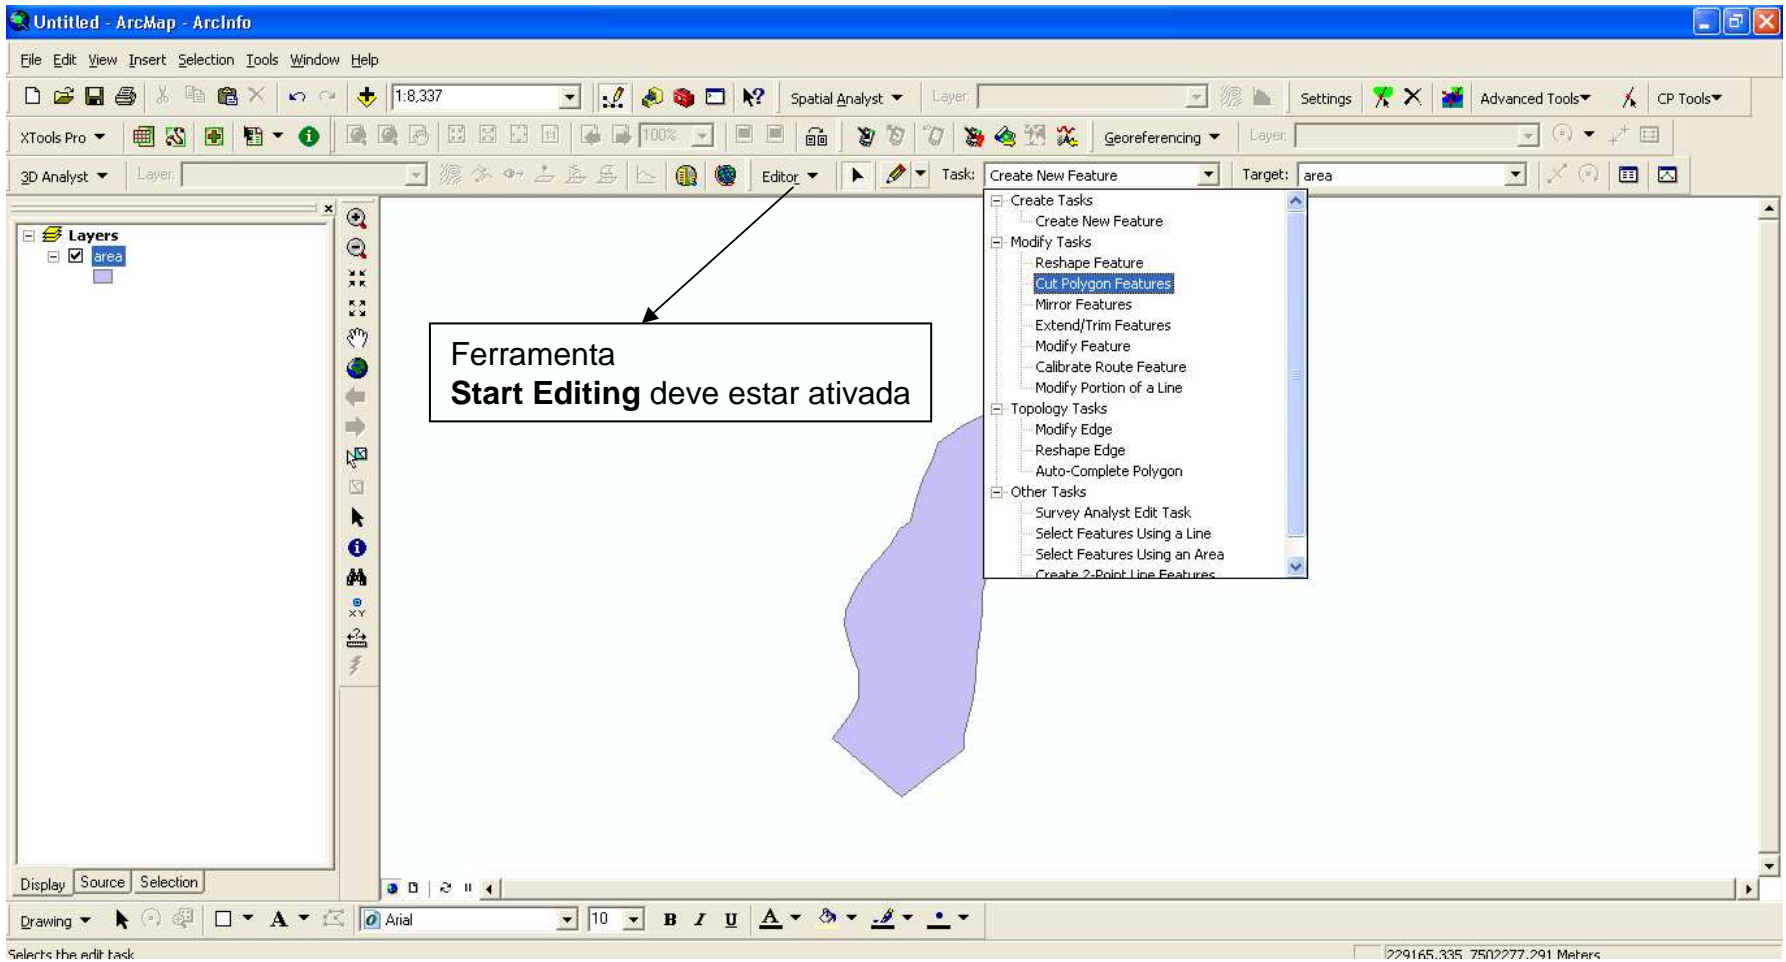 Untitled - ArcMap - ArcInfo
File Edit View Insert Selection Tools Window Help
1:8,337 Spatial Analyst Layer: Settings Advanced Tools CP Tools
XTools Pro 100% Georeferencing Layer:
3D Analyst Layer: Editor Task: Create New Feature Target: area
Layers
area
Ferramenta
Start Editing deve estar ativada
Create Tasks
Create New Feature
Modify Tasks
Reshape Feature
Cut Polygon Features
Mirror Features
Extend/Trim Features
Modify Feature
Calibrate Route Feature
Modify Portion of a Line
Topology Tasks
Modify Edge
Reshape Edge
Auto-Complete Polygon
Other Tasks
Survey Analyst Edit Task
Select Features Using a Line
Select Features Using an Area
Create 2-Point Line Features
XY
Display Source Selection
Drawing A Arial 10 B I U A
Selects the edit task 229165,335 7502277,291 Meters